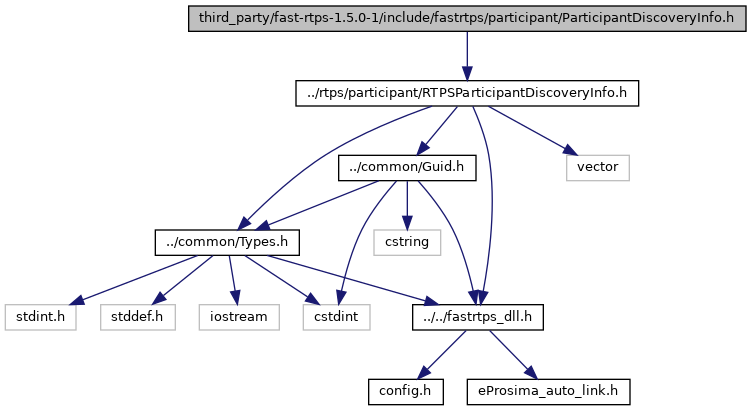 third_party/fast-rtps-1.5.0-1/include/fastrtps/participant/ParticipantDiscoveryInfo.h
../rtps/participant/RTPSParticipantDiscoveryInfo.h
../common/Guid.h
vector
../common/Types.h
cstring
stdint.h
stddef.h
iostream
cstdint
../../fastrtps_dll.h
config.h
eProsima_auto_link.h